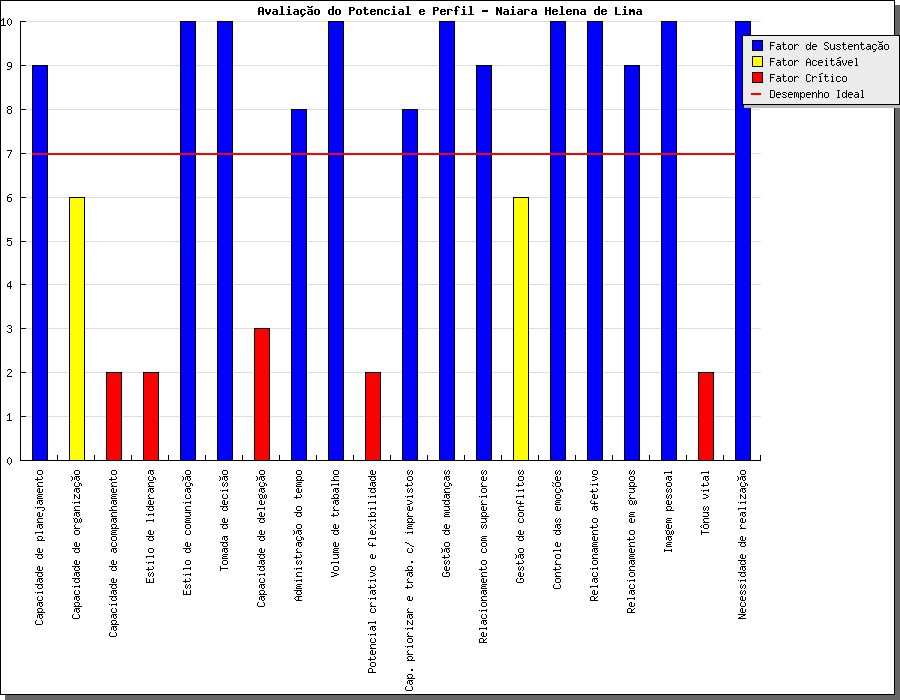 Avaliação do Potencial e Perfil - Naiara Helena de Lima
10
9
8
7
6
5
4
3
2
1
0
Fator de Sustentação
Fator Aceitável
Fator Crítico
Desempenho Ideal
Capacidade de planejamento
Capacidade de organização
Capacidade de acompanhamento
Estilo de liderança
Estilo de comunicação
Tomada de decisão
Capacidade de delegação
Administração do tempo
Volume de trabalho
Potencial criativo e flexibilidade
Cap. priorizar e trab. c/ imprevistos
Gestão de mudanças
Relacionamento com superiores
Gestão de conflitos
Controle das emoções
Relacionamento afetivo
Relacionamento em grupos
Imagem pessoal
Tônus vital
Necessidade de realização